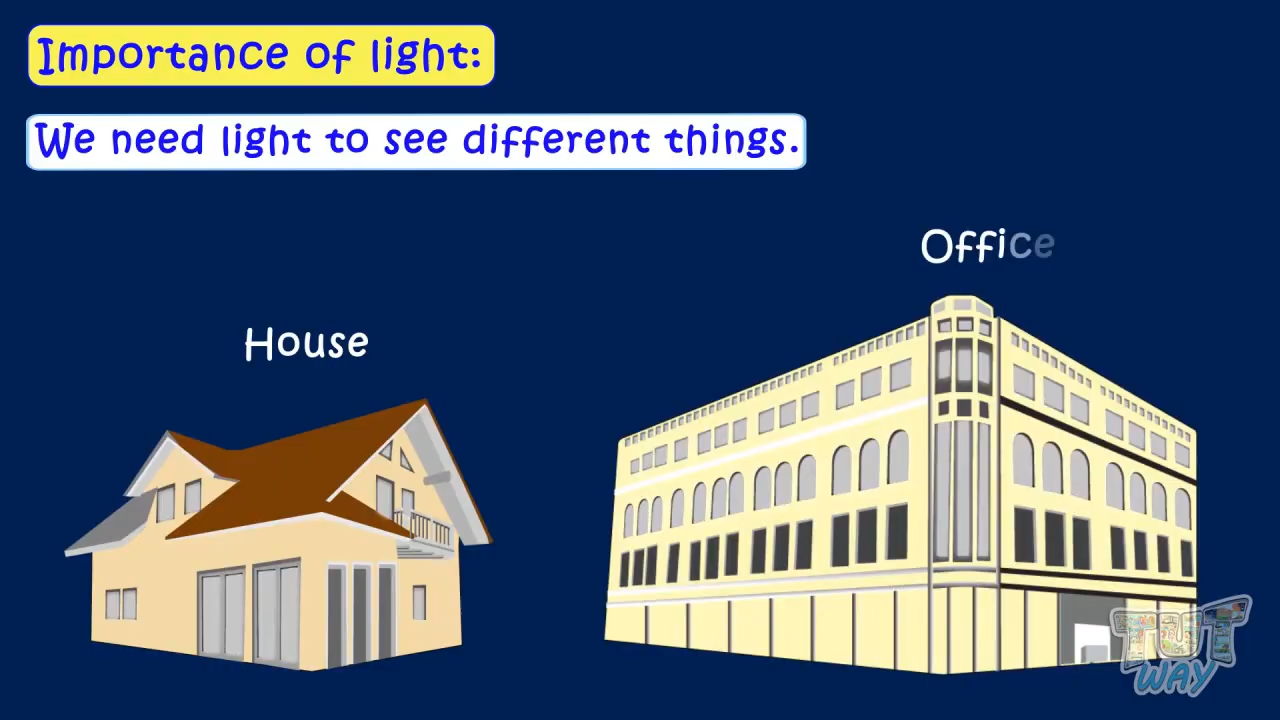 Importance of light:
We need light to see different things.
Office
House
TUT
WAY